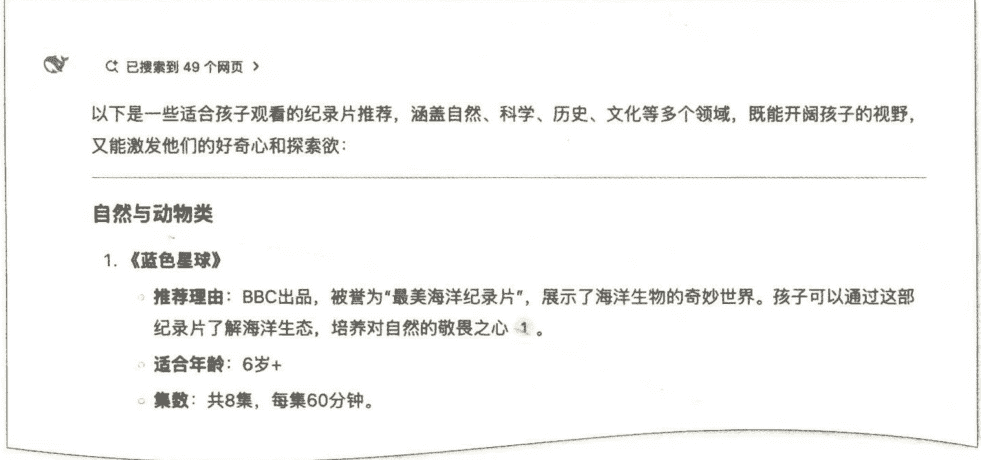 已搜索到 49 个网页 >
以下是一些适合孩子观看的纪录片推荐，涵盖自然、科学、历史、文化等多个领域，既能开阔孩子的视野，
又能激发他们的好奇心和探索欲：
自然与动物类
1. 《蓝色星球》
推荐理由：BBC出品，被誉为“最美海洋纪录片”，展示了海洋生物的奇妙世界。孩子可以通过这部
纪录片了解海洋生态，培养对自然的敬畏之心 1 。
适合年龄：6岁+
集数：共8集，每集60分钟。